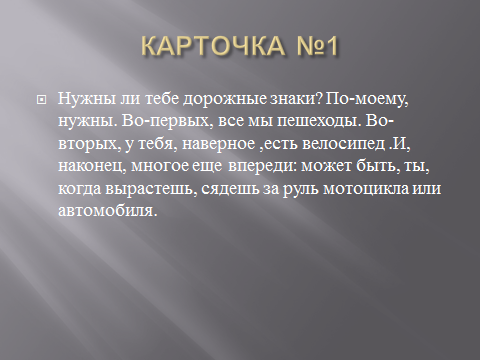 КАРТОЧКА №1
Нужны ли тебе дорожные знаки? По-моему,
нужны. Во-первых, все мы пешеходы. Во-
вторых, у тебя, наверное ,есть велосипед .И,
наконец, многое еще впереди: может быть, ты,
когда вырастешь, сядешь за руль мотоцикла или
автомобиля.